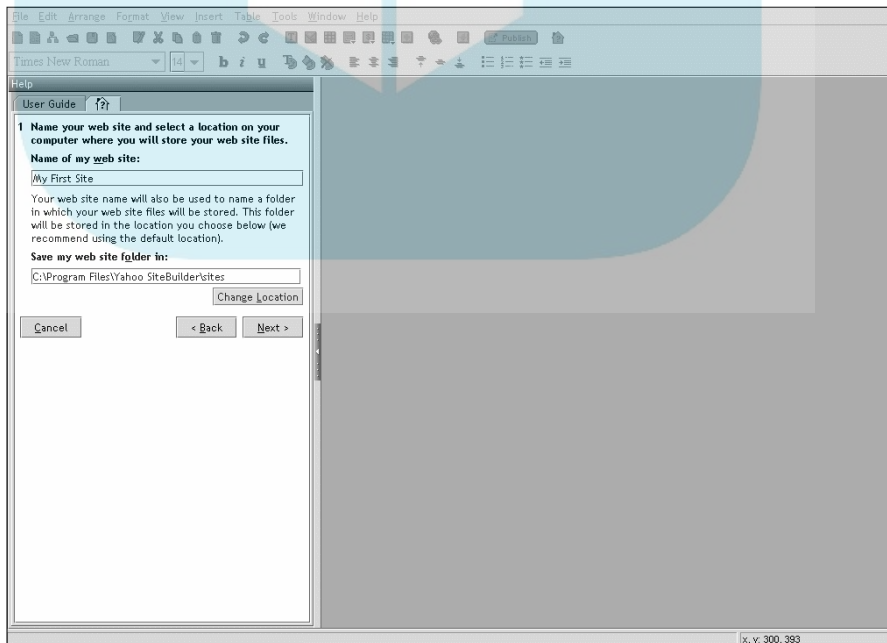 File Edit Arrange Format View Insert Table Tools Window Help
Publish
Times New Roman 14 b i u
Help
User Guide {?}
1 Name your web site and select a location on your
computer where you will store your web site files.
Name of my web site:
My First Site
Your web site name will also be used to name a folder
in which your web site files will be stored. This folder
will be stored in the location you choose below (we
recommend using the default location).
Save my web site folder in:
C:\Program Files\Yahoo SiteBuilder\sites
Change Location
Cancel < Back Next >
x, y: 300, 393